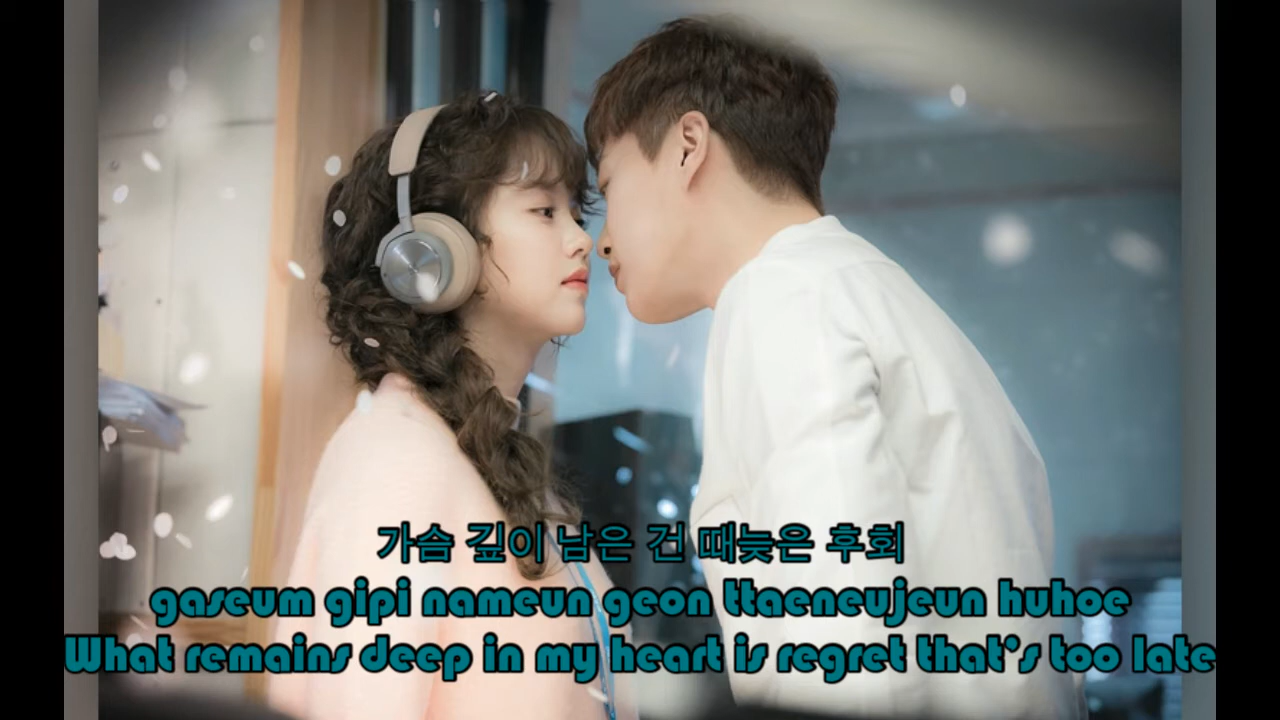 가슴 깊이 남은 건 때늦은 후회
gaseum gipi nameun geon ttaeneujeun huhoe
What remains deep in my heart is regret that's too late